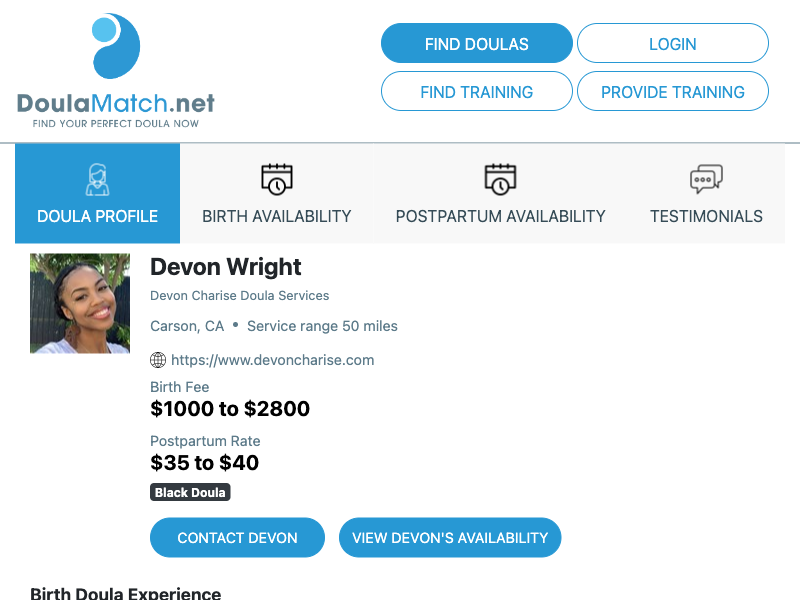 DoulaMatch.net
FIND YOUR PERFECT DOULA NOW
FIND DOULAS
LOGIN
FIND TRAINING
PROVIDE TRAINING
DOULA PROFILE
BIRTH AVAILABILITY
POSTPARTUM AVAILABILITY
TESTIMONIALS
Devon Wright
Devon Charise Doula Services
Carson, CA • Service range 50 miles
https://www.devoncharise.com
Birth Fee
$1000 to $2800
Postpartum Rate
$35 to $40
Black Doula
CONTACT DEVON
VIEW DEVON'S AVAILABILITY
Birth Doula Experience